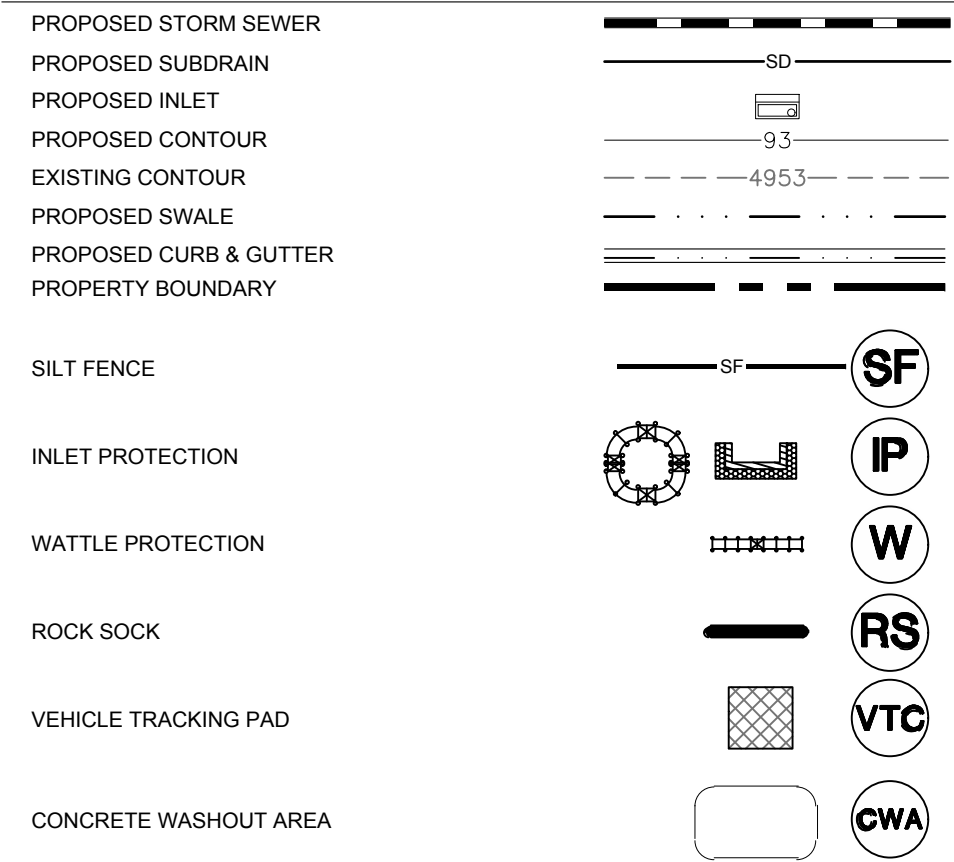 PROPOSED STORM SEWER
PROPOSED SUBDRAIN SD
PROPOSED INLET
PROPOSED CONTOUR 93
EXISTING CONTOUR 4953
PROPOSED SWALE
PROPOSED CURB & GUTTER
PROPERTY BOUNDARY
SILT FENCE SF SF
INLET PROTECTION IP
WATTLE PROTECTION W
ROCK SOCK RS
VEHICLE TRACKING PAD VTC
CONCRETE WASHOUT AREA CWA